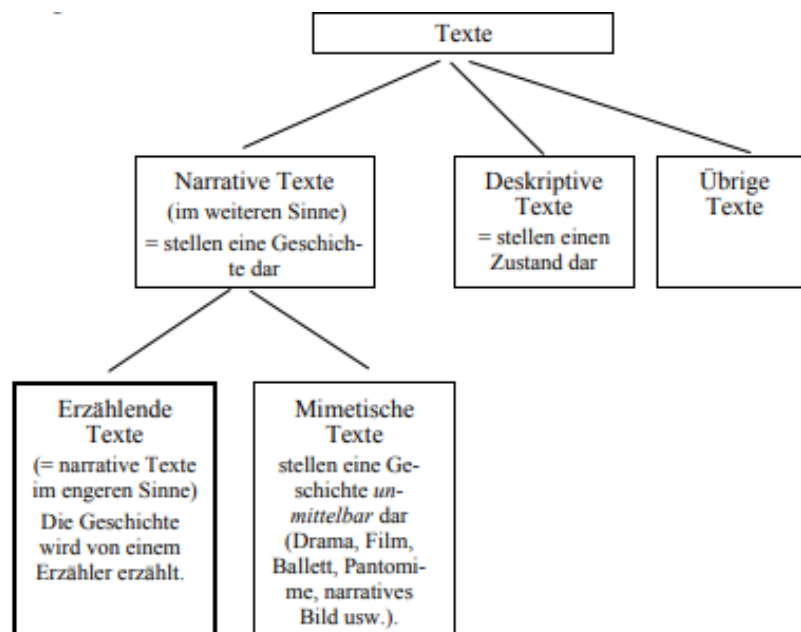 Texte
Narrative Texte
(im weiteren Sinne)
= stellen eine Geschich-
te dar
Deskriptive
Texte
= stellen einen
Zustand dar
Übrige
Texte
Erzählende
Texte
(= narrative Texte
im engeren Sinne)
Die Geschichte
wird von einem
Erzähler erzählt.
Mimetische
Texte
stellen eine Ge-
schichte un-
mittelbar dar
(Drama, Film,
Ballett, Pantomi-
me, narratives
Bild usw.).